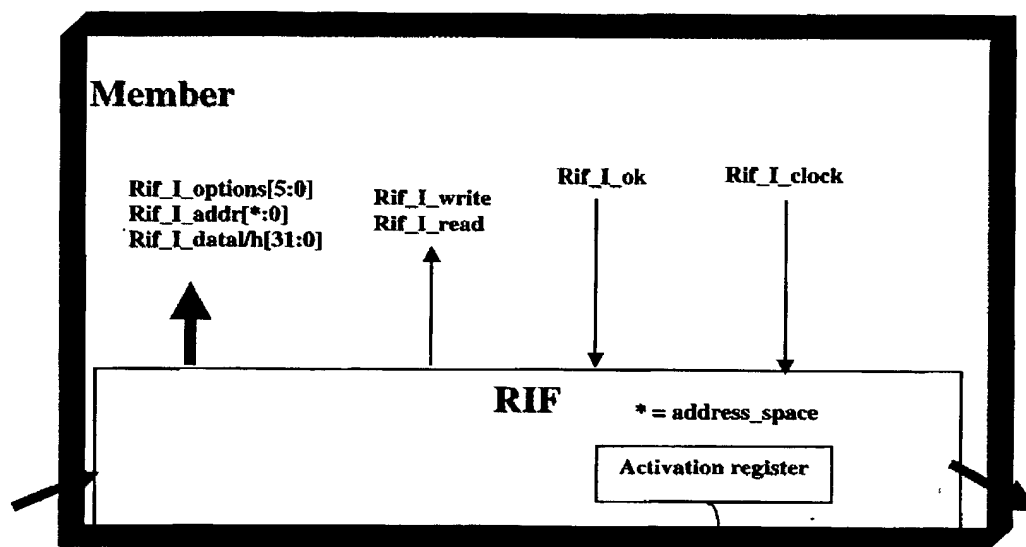 Member
Rif_I_options[5:0]
Rif_I_addr[*:0]
Rif_I_datal/h[31:0]
Rif_I_write
Rif_I_read
Rif_I_ok
Rif_I_clock
RIF
* = address_space
Activation register